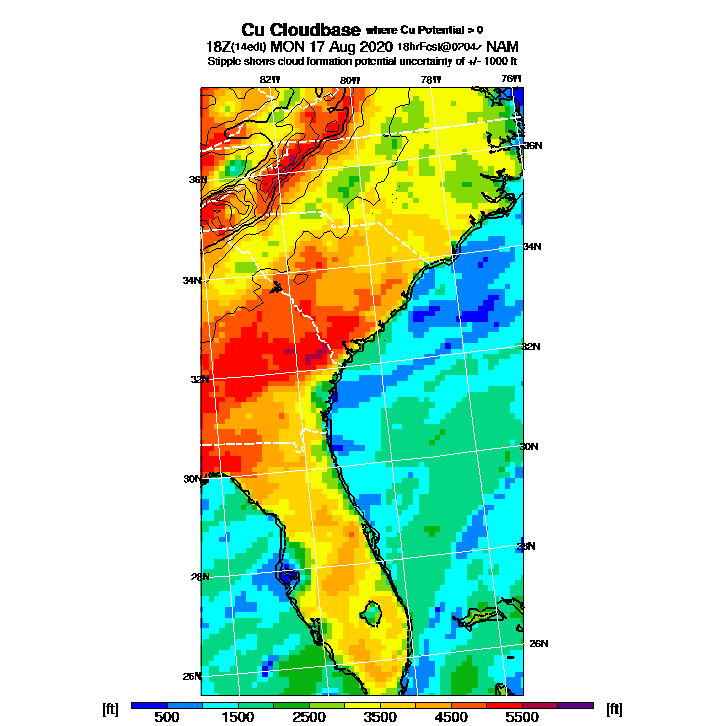 Cu Cloudbase where Cu Potential > 0
18Z(14edt) MON 17 Aug 2020 18hrFcst@0204z NAM
Stipple shows cloud formation potential uncertainty of +/- 1000 ft
82W 80W 78W 76W
36N
36N
34N
34N
32N
32N
30N
30N
28N
28N
26N
26N
[ft] 500 1500 2500 3500 4500 5500 [ft]